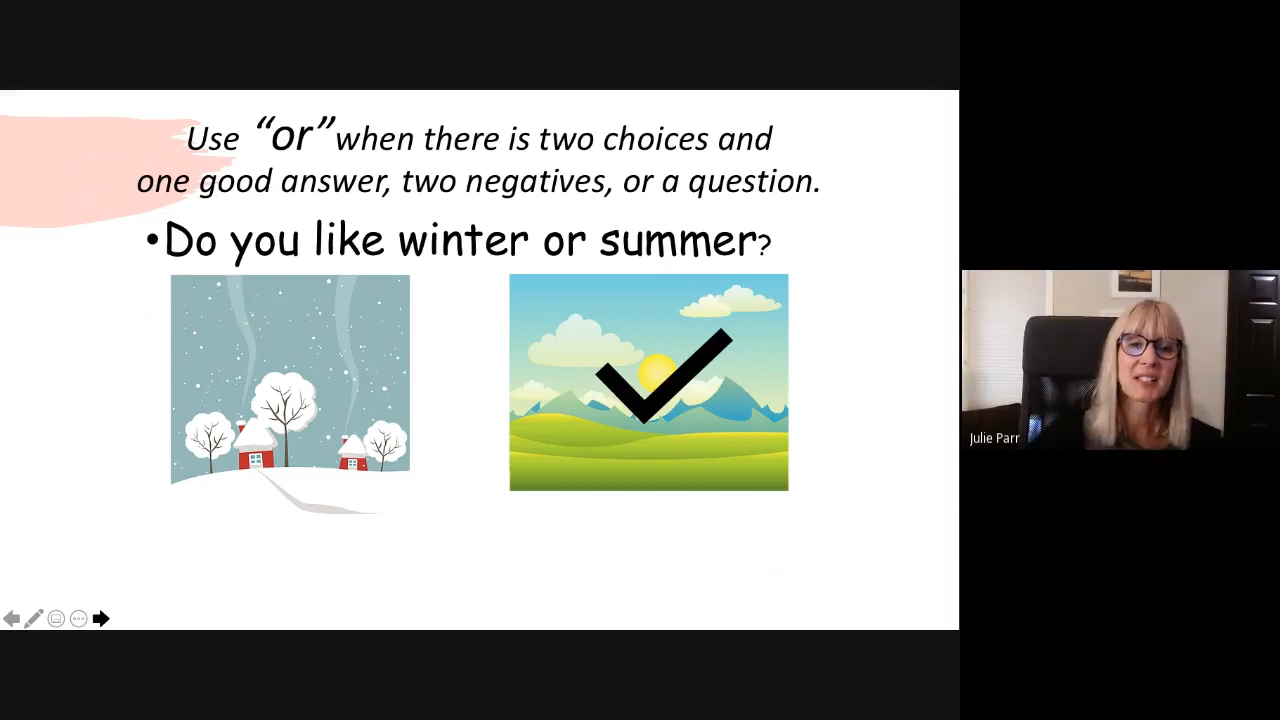 Use “or” when there is two choices and
one good answer, two negatives, or a question.
•Do you like winter or summer?
Julie Parr